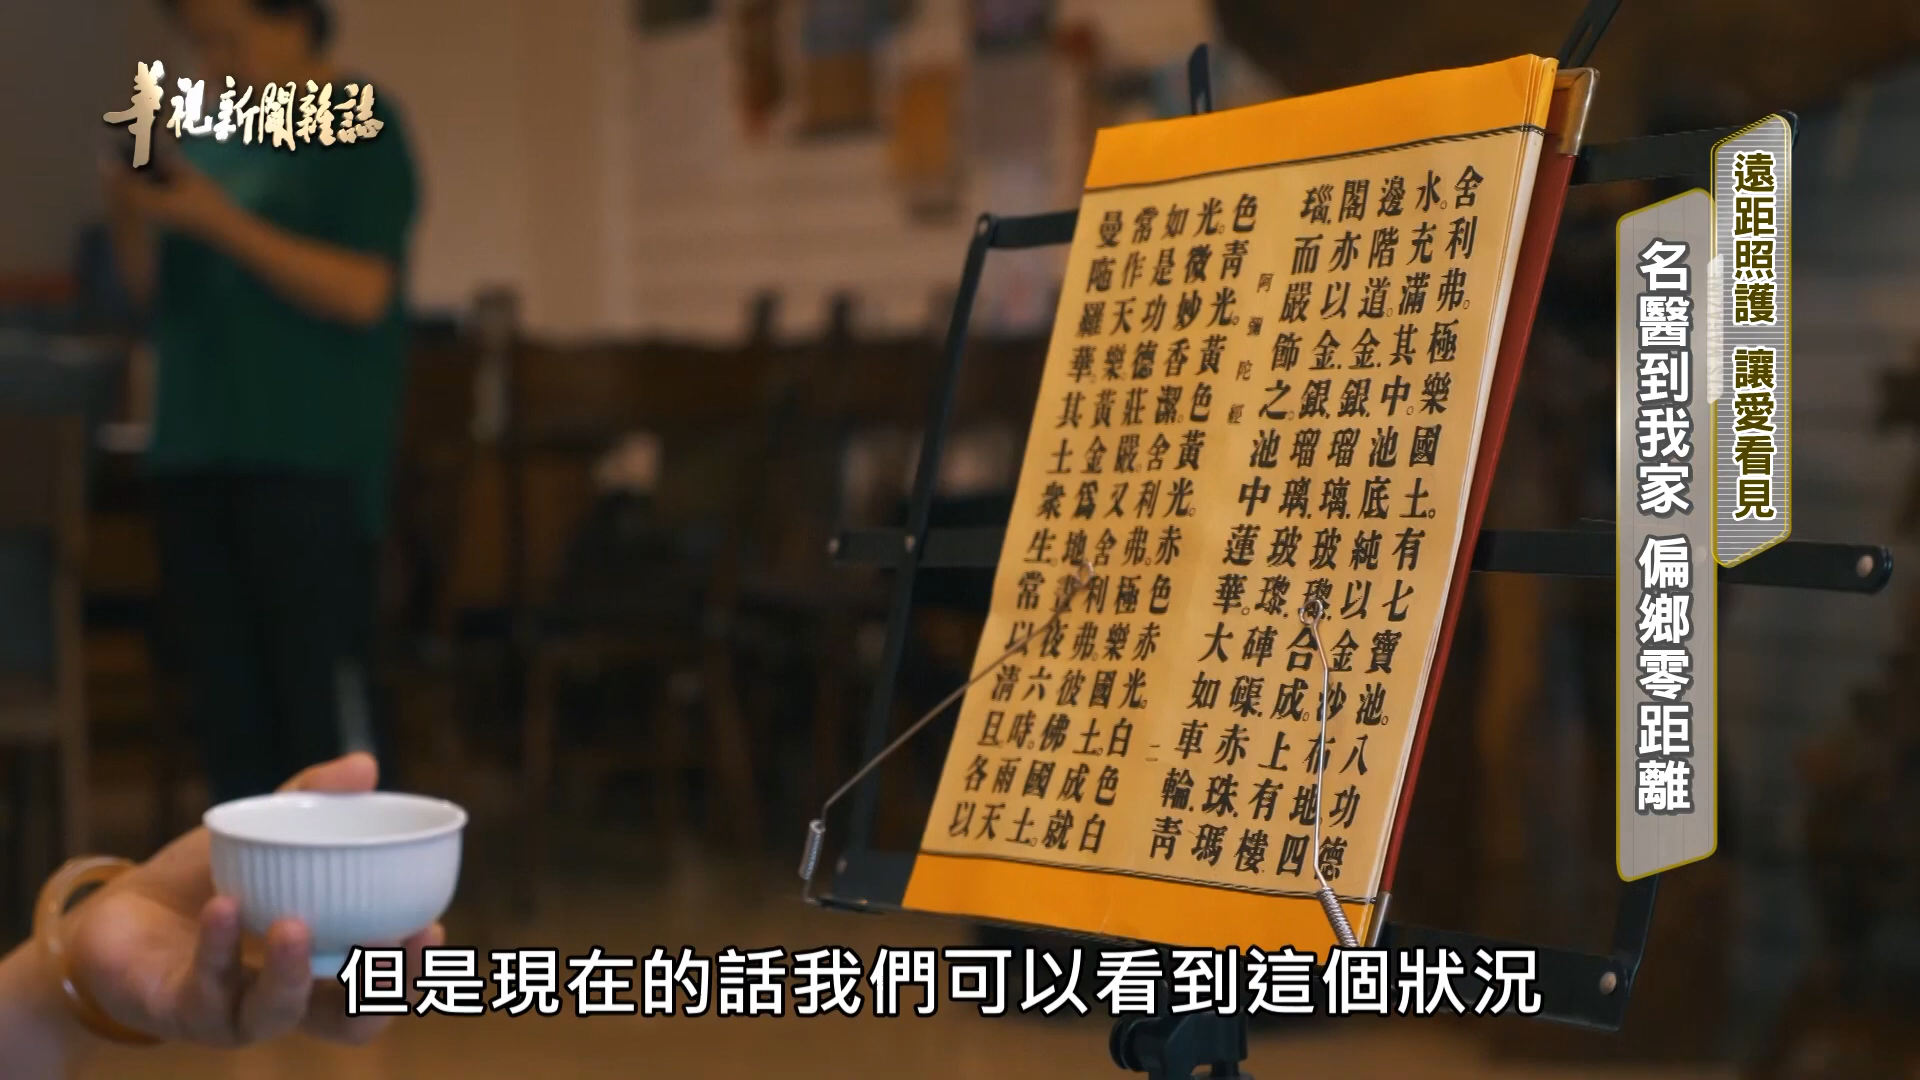 華視新聞雜誌
遠距照護 讓愛看見
名醫到我家 偏鄉零距離
舍利弗。極樂國土。有七寶池。八功德
水。充滿其中。池底純以金沙布地。四
邊階道。金.銀.瑠璃.玻瓈.合成。上有樓
閣亦以金.銀.瑠璃.玻瓈.硨磲.赤珠.瑪
瑙.而嚴飾之。池中蓮華。大如車輪.青
阿彌陀經 二
色青光。黃色黃光。赤色赤光。白色白
光。微妙香潔。舍利弗。極樂國土。成就
如是功德莊嚴。又舍利弗。彼佛國土。
常作天樂。黃金爲地。晝夜六時。雨天
曼陁羅華。其土衆生。常以清旦。各以
但是現在的話我們可以看到這個狀況